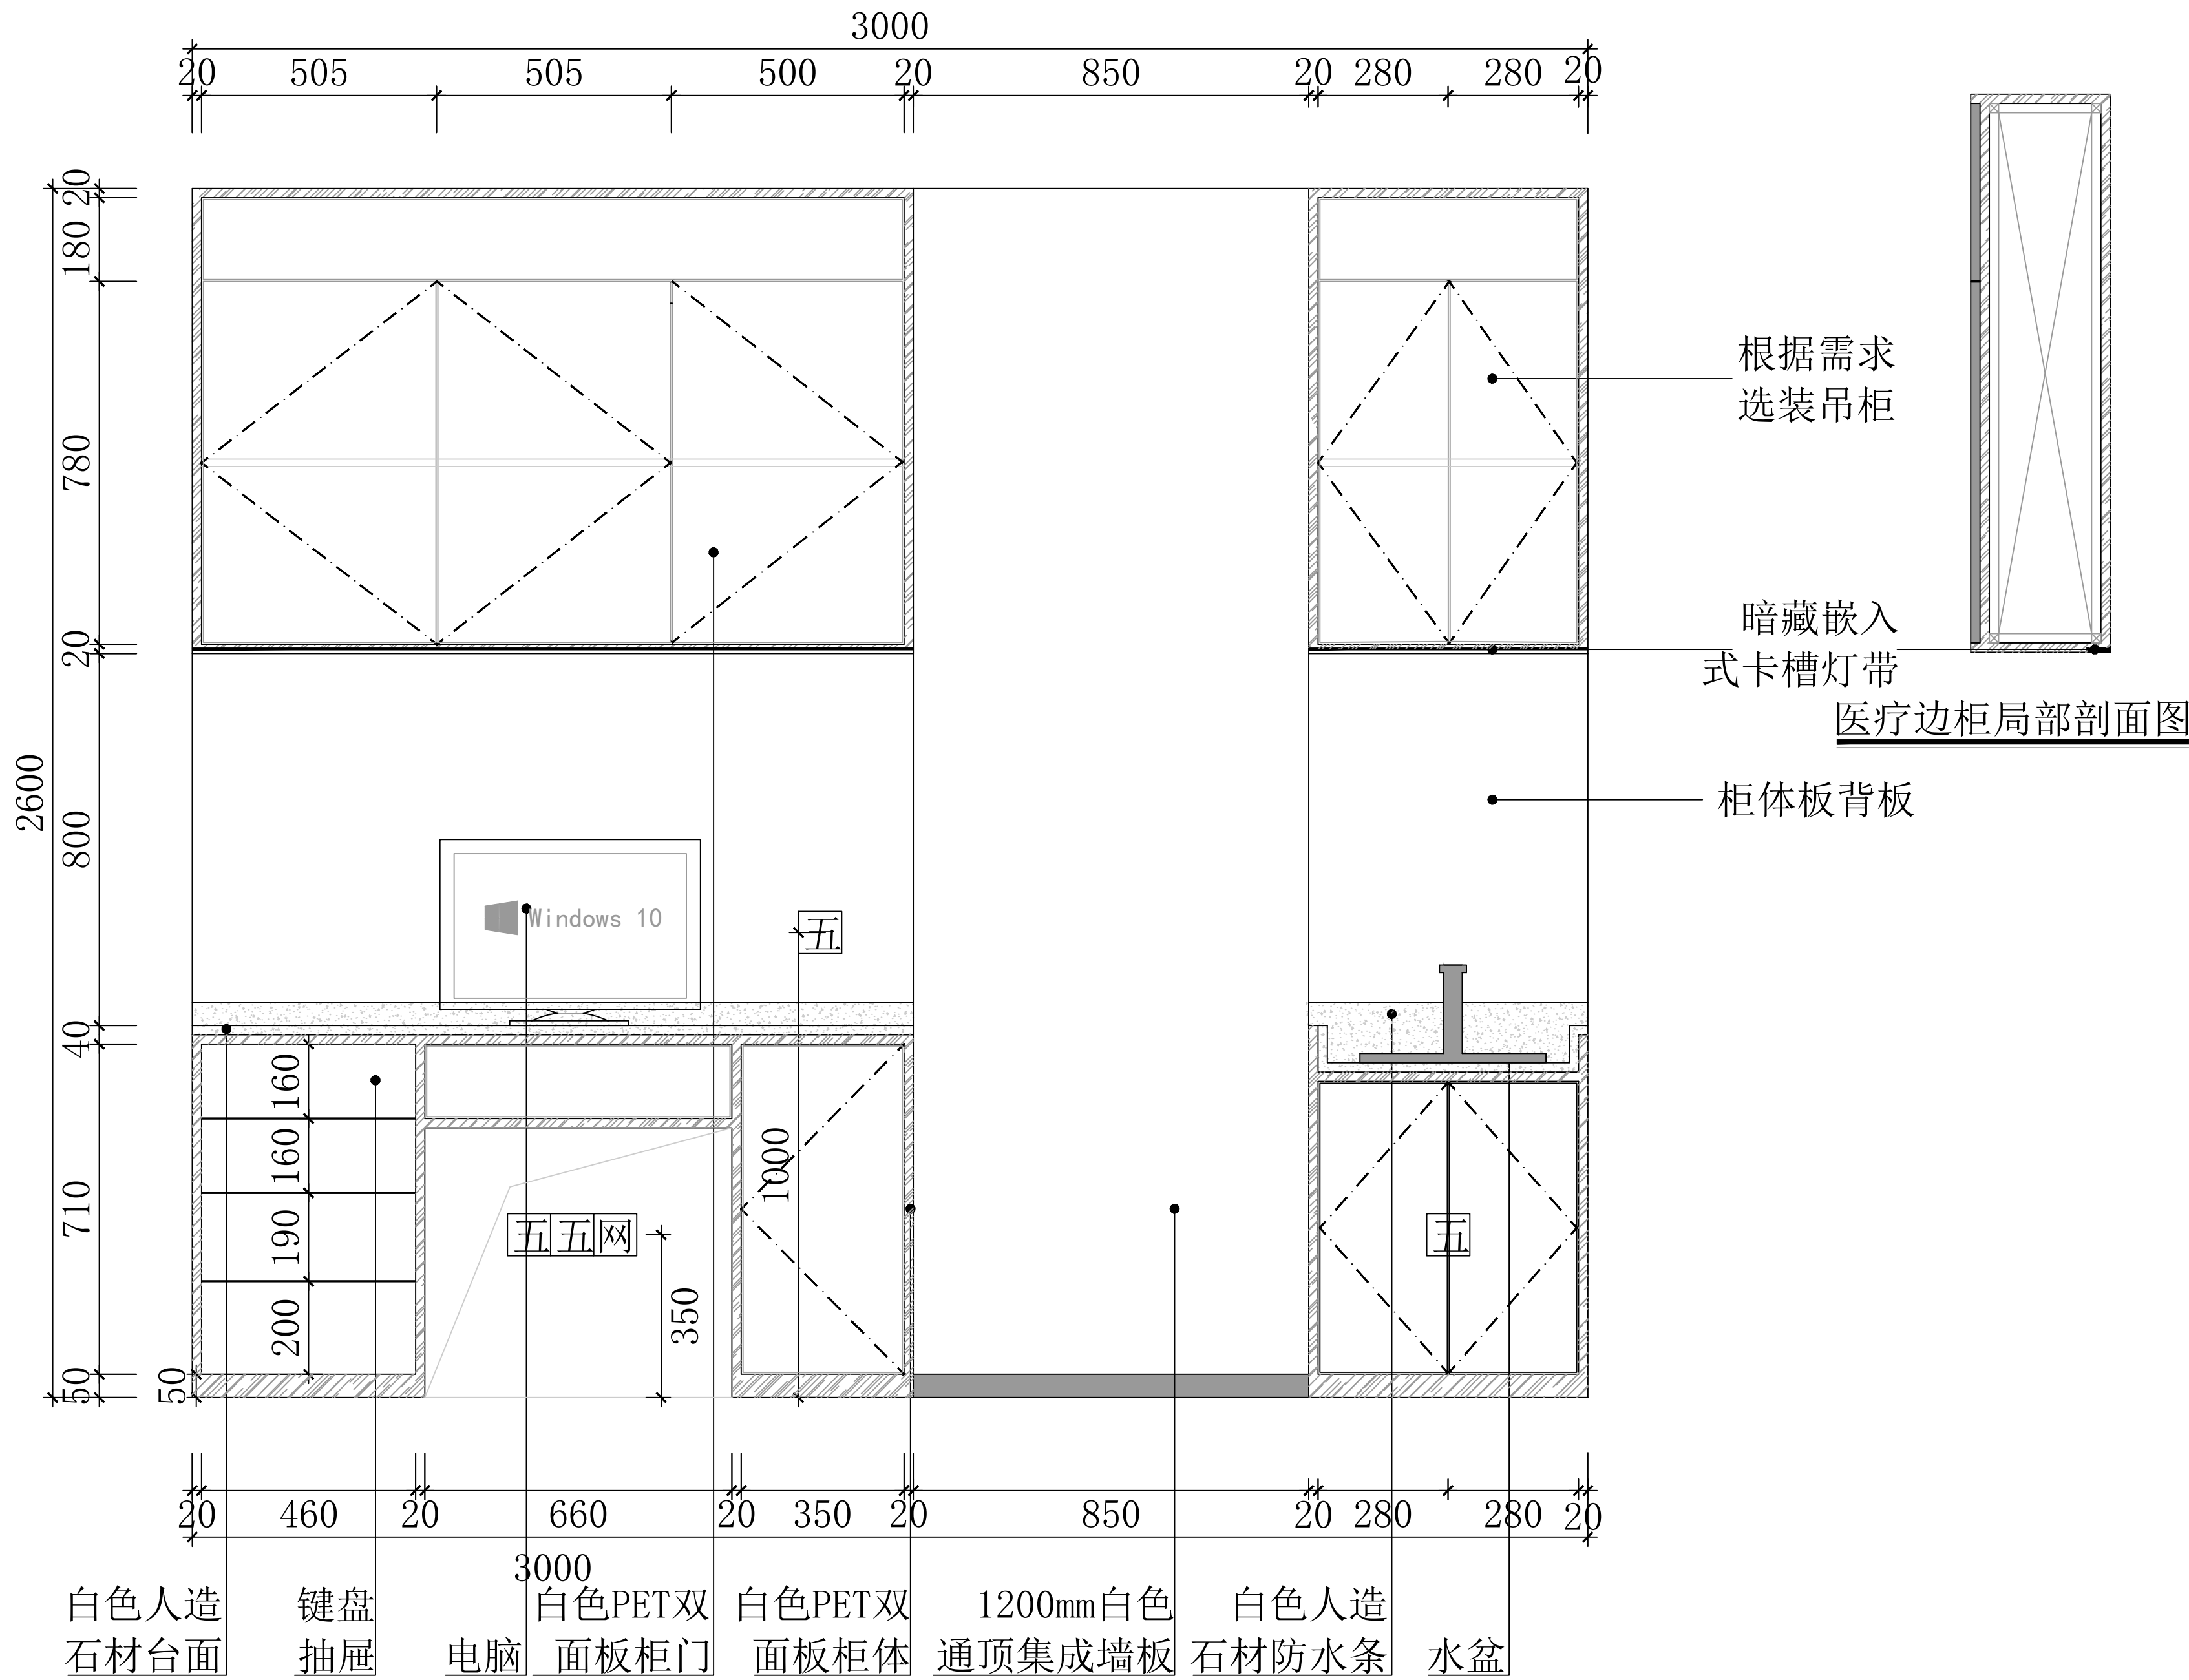 3000
20 505 505 500 20 850 20 280 280 20
20
180
780
20
800
40
710
50
2600
根据需求
选装吊柜
暗藏嵌入
式卡槽灯带
医疗边柜局部剖面图
柜体板背板
Windows 10
五
160
160
190
200
50
1000
五 五 网
350
五
20 460 20 660 20 350 20 850 20 280 280 20
3000
白色人造
石材台面
键盘
抽屉
电脑
白色PET双
面板柜门
白色PET双
面板柜体
1200mm白色
通顶集成墙板
白色人造
石材防水条
水盆